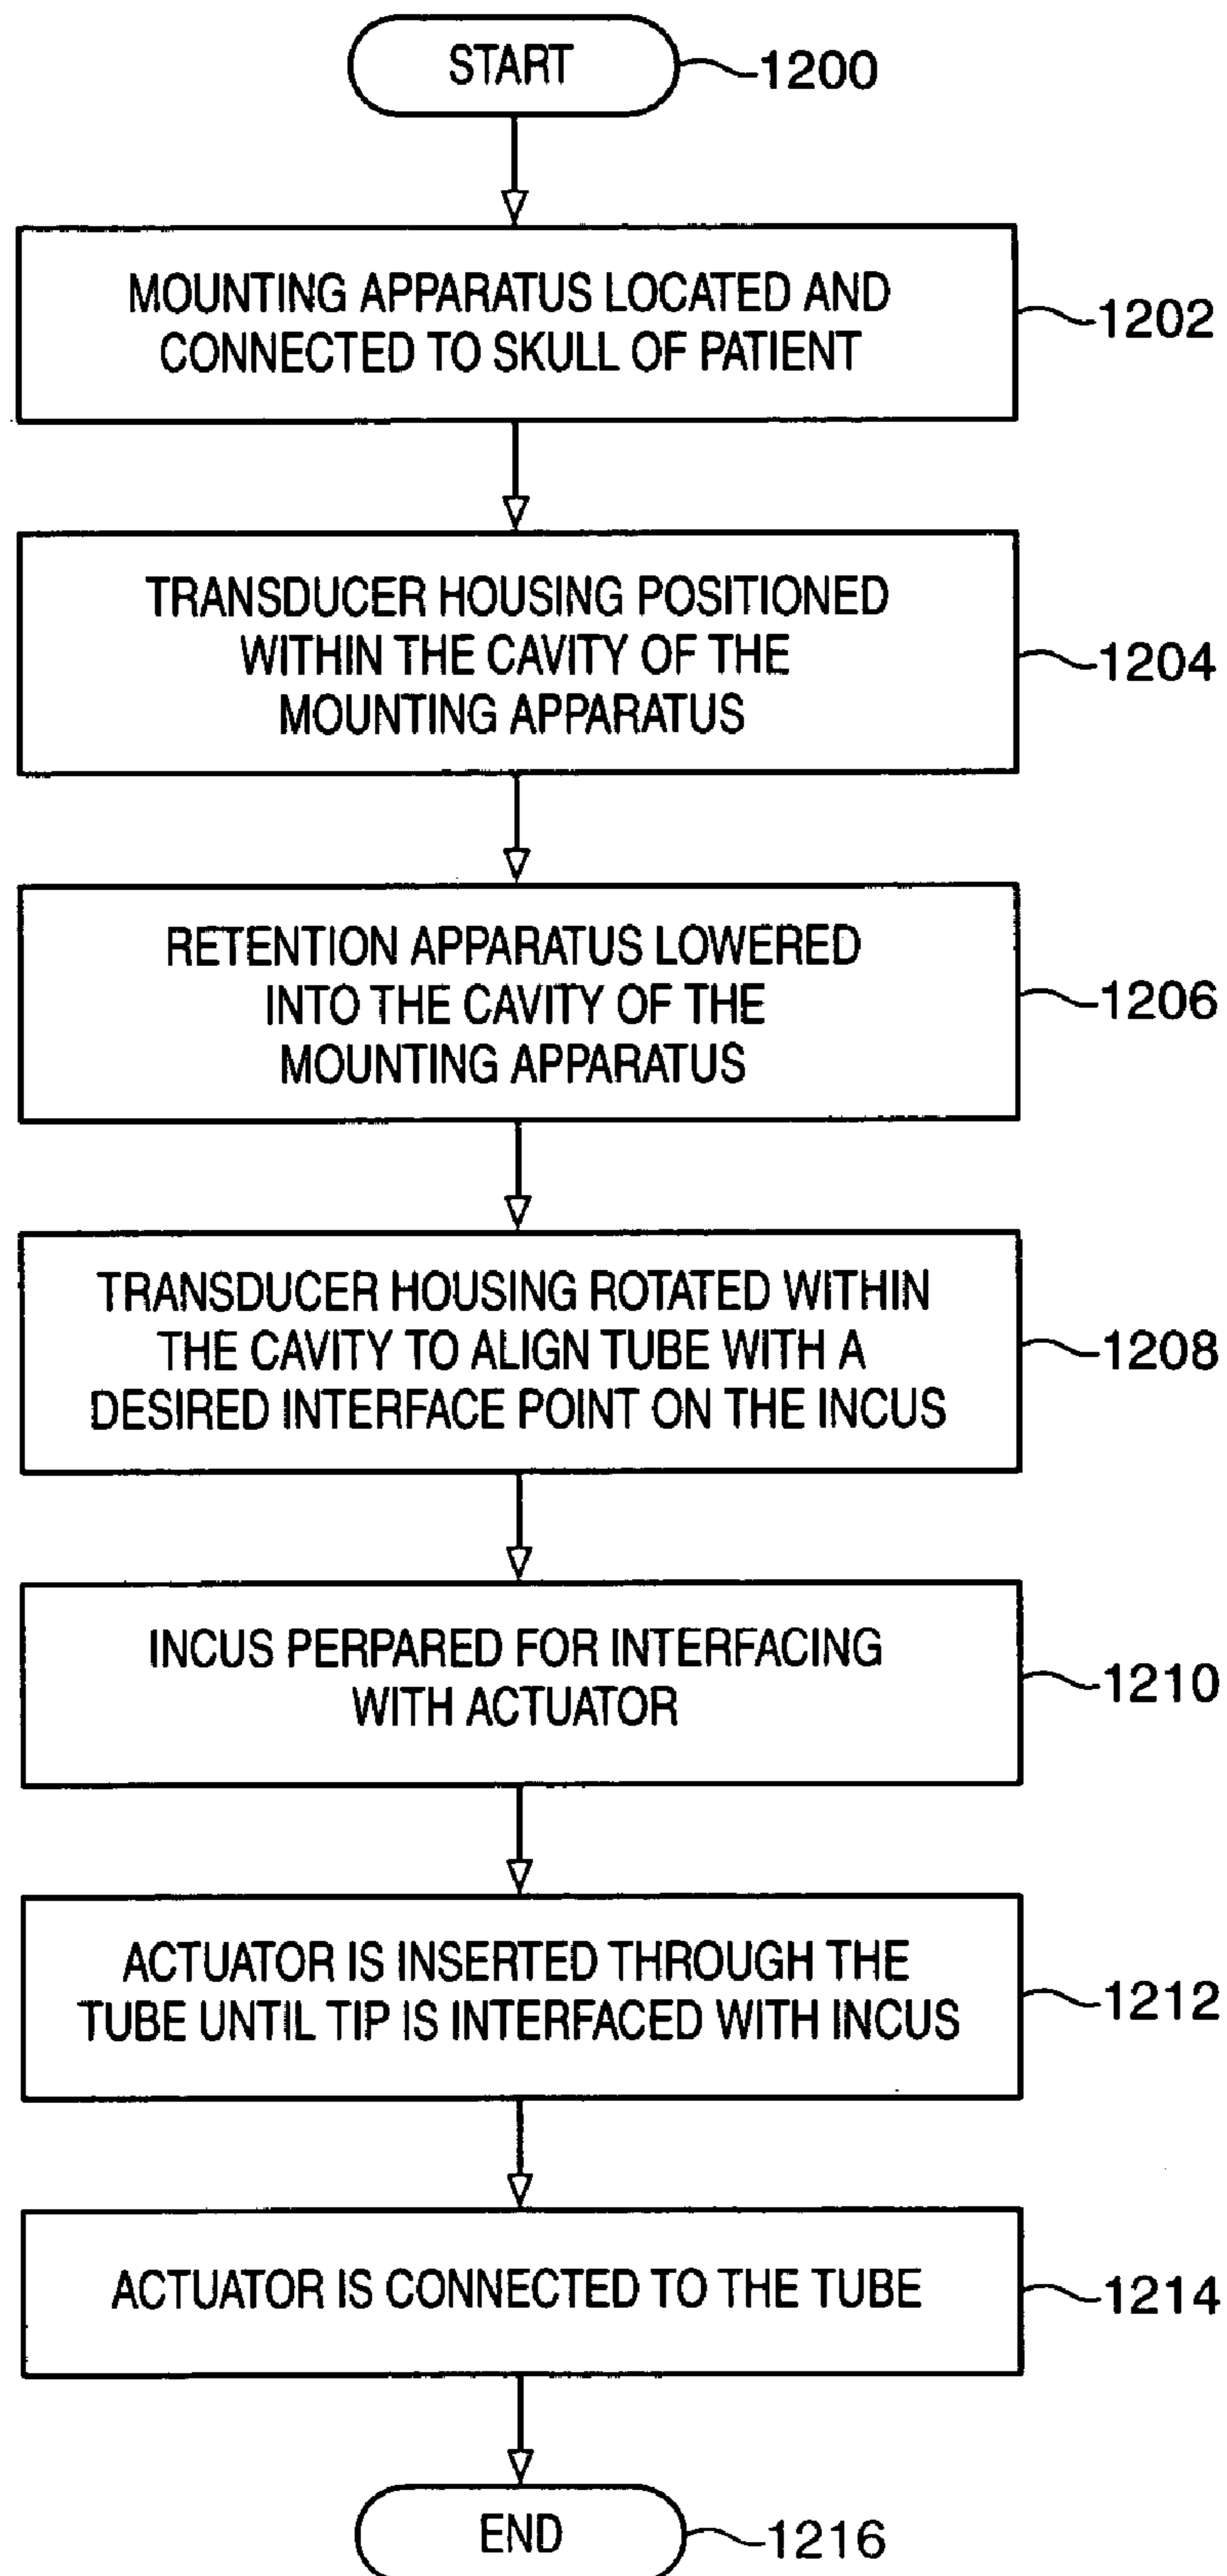 START
1200
MOUNTING APPARATUS LOCATED AND
CONNECTED TO SKULL OF PATIENT
1202
TRANSDUCER HOUSING POSITIONED
WITHIN THE CAVITY OF THE
MOUNTING APPARATUS
1204
RETENTION APPARATUS LOWERED
INTO THE CAVITY OF THE
MOUNTING APPARATUS
1206
TRANSDUCER HOUSING ROTATED WITHIN
THE CAVITY TO ALIGN TUBE WITH A
DESIRED INTERFACE POINT ON THE INCUS
1208
INCUS PERPARED FOR INTERFACING
WITH ACTUATOR
1210
ACTUATOR IS INSERTED THROUGH THE
TUBE UNTIL TIP IS INTERFACED WITH INCUS
1212
ACTUATOR IS CONNECTED TO THE TUBE
1214
END
1216